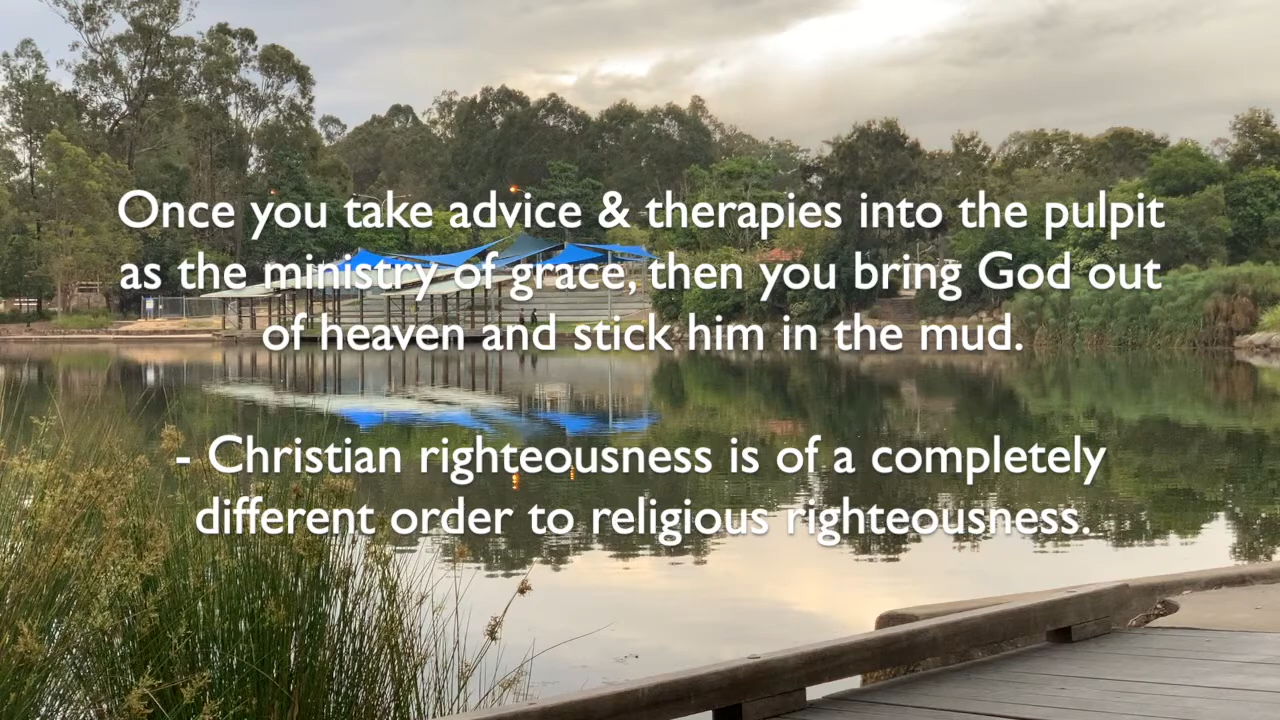 Once you take advice & therapies into the pulpit
as the ministry of grace, then you bring God out
of heaven and stick him in the mud.
- Christian righteousness is of a completely
different order to religious righteousness.